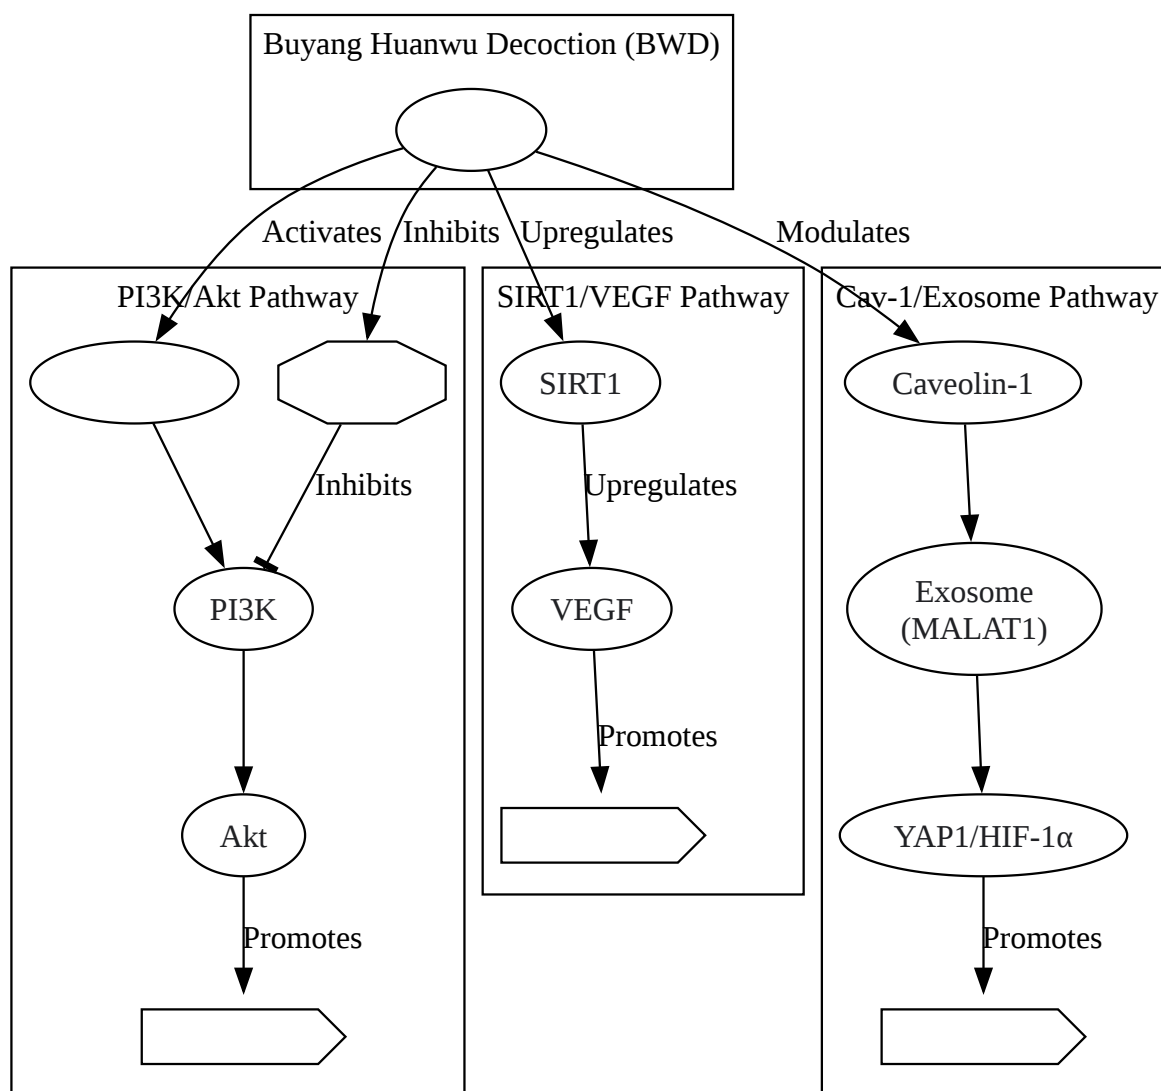 Buyang Huanwu Decoction (BWD)
Activates
Inhibits
Upregulates
Modulates
PI3K/Akt Pathway
SIRT1/VEGF Pathway
Cav-1/Exosome Pathway
SIRT1
Caveolin-1
Inhibits
Upregulates
PI3K
VEGF
Exosome
(MALAT1)
Promotes
Akt
YAP1/HIF-1α
Promotes
Promotes